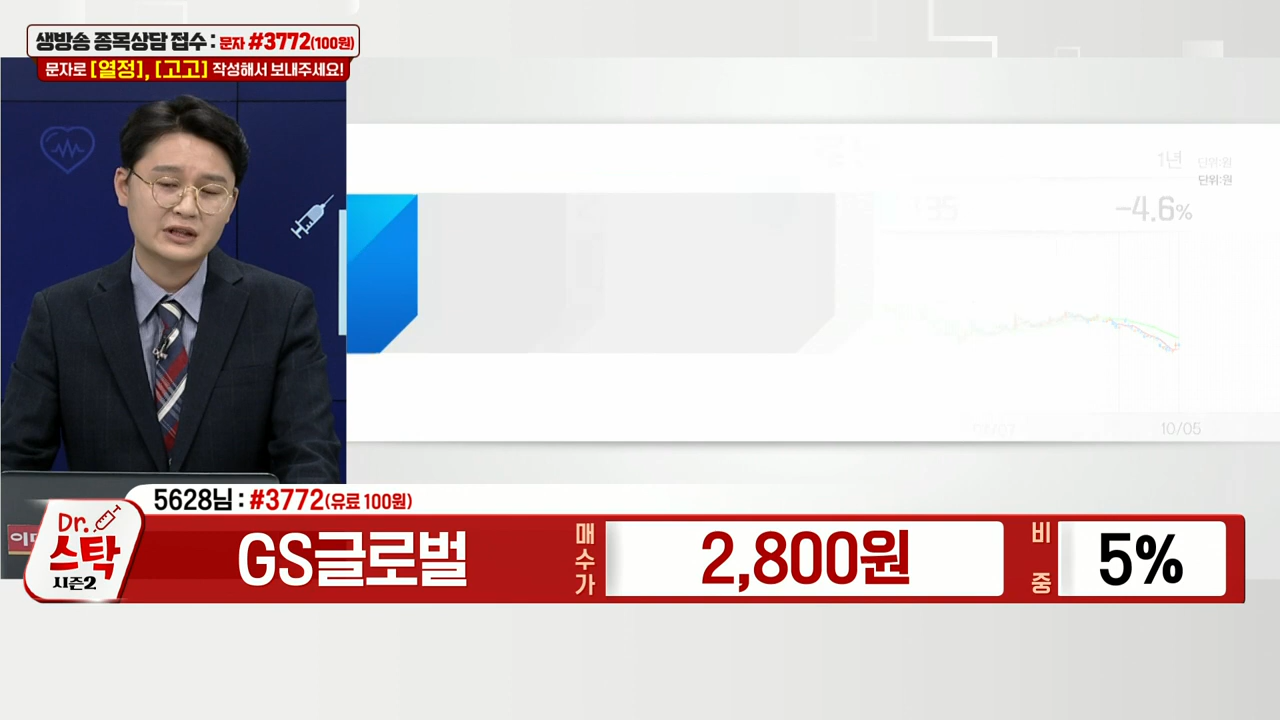 생방송 종목상담 접수 : 문자 #3772(100원)
문자로 [열정], [고고] 작성해서 보내주세요!
1년 단위:원
단위:원
-4.6%
10/05
5628님 : #3772(유료 100원)
Dr.
스탁
시즌2
GS글로벌
매수가
2,800원
비중
5%